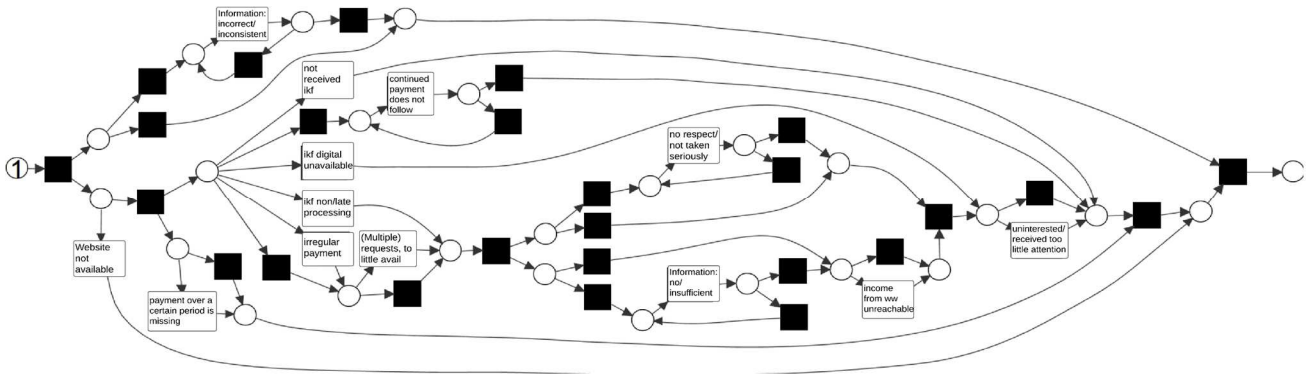 Information:
incorrect/
inconsistent
not
received
ikf
continued
payment
does not
follow
1
ikf digital
unavailable
no respect/
not taken
seriously
ikf non/late
processing
irregular
payment
(Multiple)
requests, to
little avail
Website
not
available
payment over a
certain period is
missing
Information:
no/
insufficient
income
from ww
unreachable
uninterested/
received too
little attention